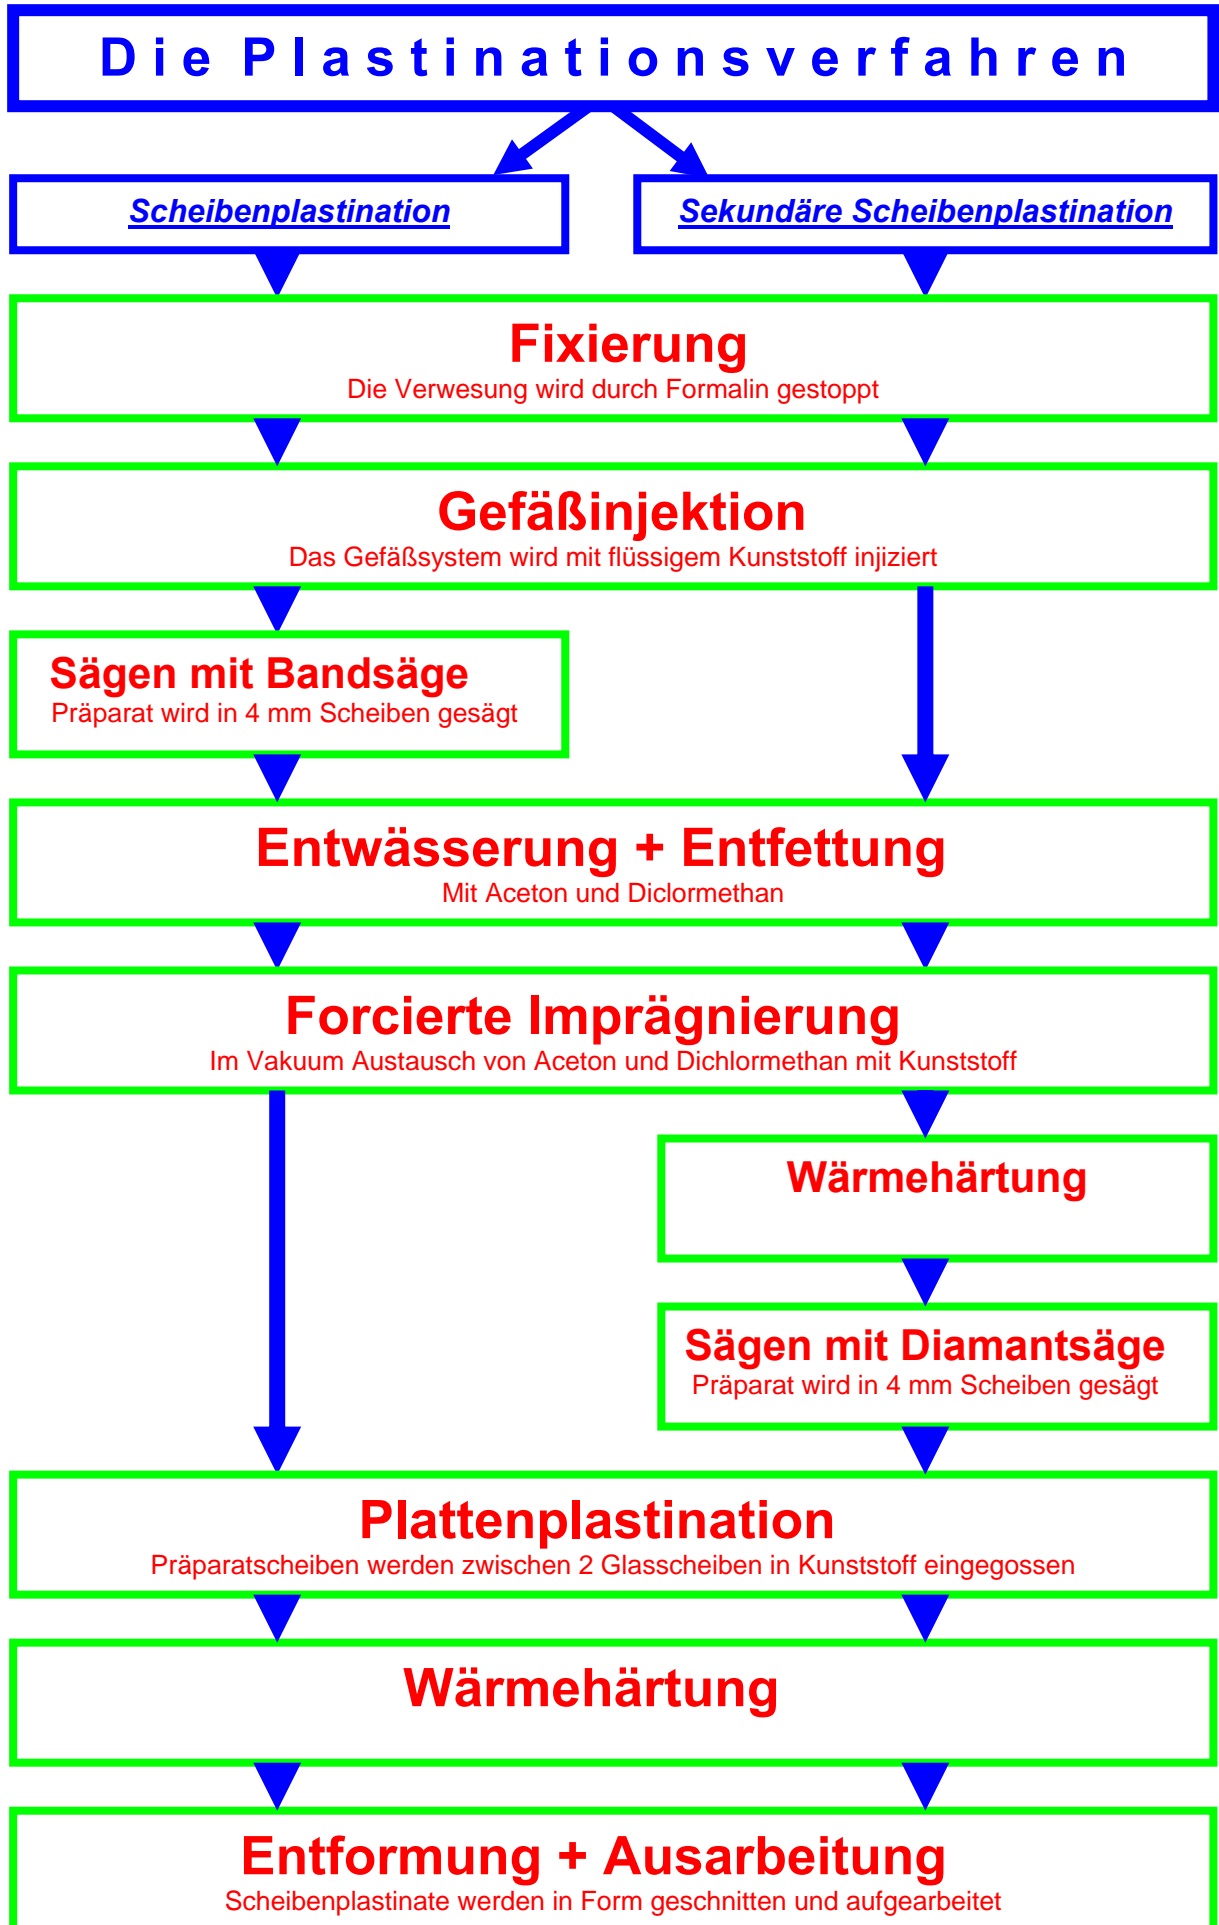 Die Plastinationsverfahren
Scheibenplastination
Sekundäre Scheibenplastination
Fixierung
Die Verwesung wird durch Formalin gestoppt
Gefäßinjektion
Das Gefäßsystem wird mit flüssigem Kunststoff injiziert
Sägen mit Bandsäge
Präparat wird in 4 mm Scheiben gesägt
Entwässerung + Entfettung
Mit Aceton und Diclormethan
Forcierte Imprägnierung
Im Vakuum Austausch von Aceton und Dichlormethan mit Kunststoff
Wärmehärtung
Sägen mit Diamantsäge
Präparat wird in 4 mm Scheiben gesägt
Plattenplastination
Präparatscheiben werden zwischen 2 Glasscheiben in Kunststoff eingegossen
Wärmehärtung
Entformung + Ausarbeitung
Scheibenplastinate werden in Form geschnitten und aufgearbeitet